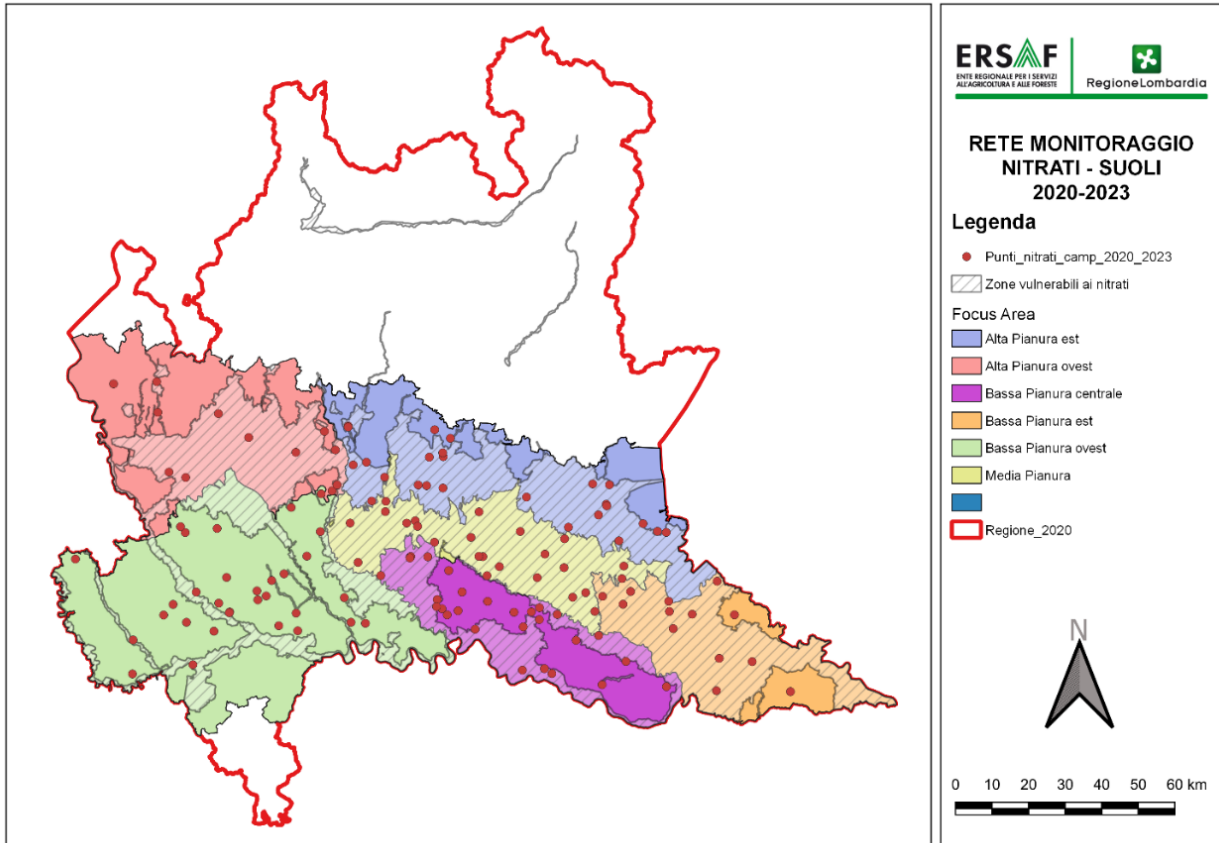 ERSAF
ENTE REGIONALE PER I SERVIZI
ALL'AGRICOLTURA E ALLE FORESTE
RegioneLombardia
RETE MONITORAGGIO
NITRATI - SUOLI
2020-2023
Legenda
Punti_nitrati_camp_2020_2023
Zone vulnerabili ai nitrati
Focus Area
Alta Pianura est
Alta Pianura ovest
Bassa Pianura centrale
Bassa Pianura est
Bassa Pianura ovest
Media Pianura
Regione_2020
N
0 10 20 30 40 50 60 km